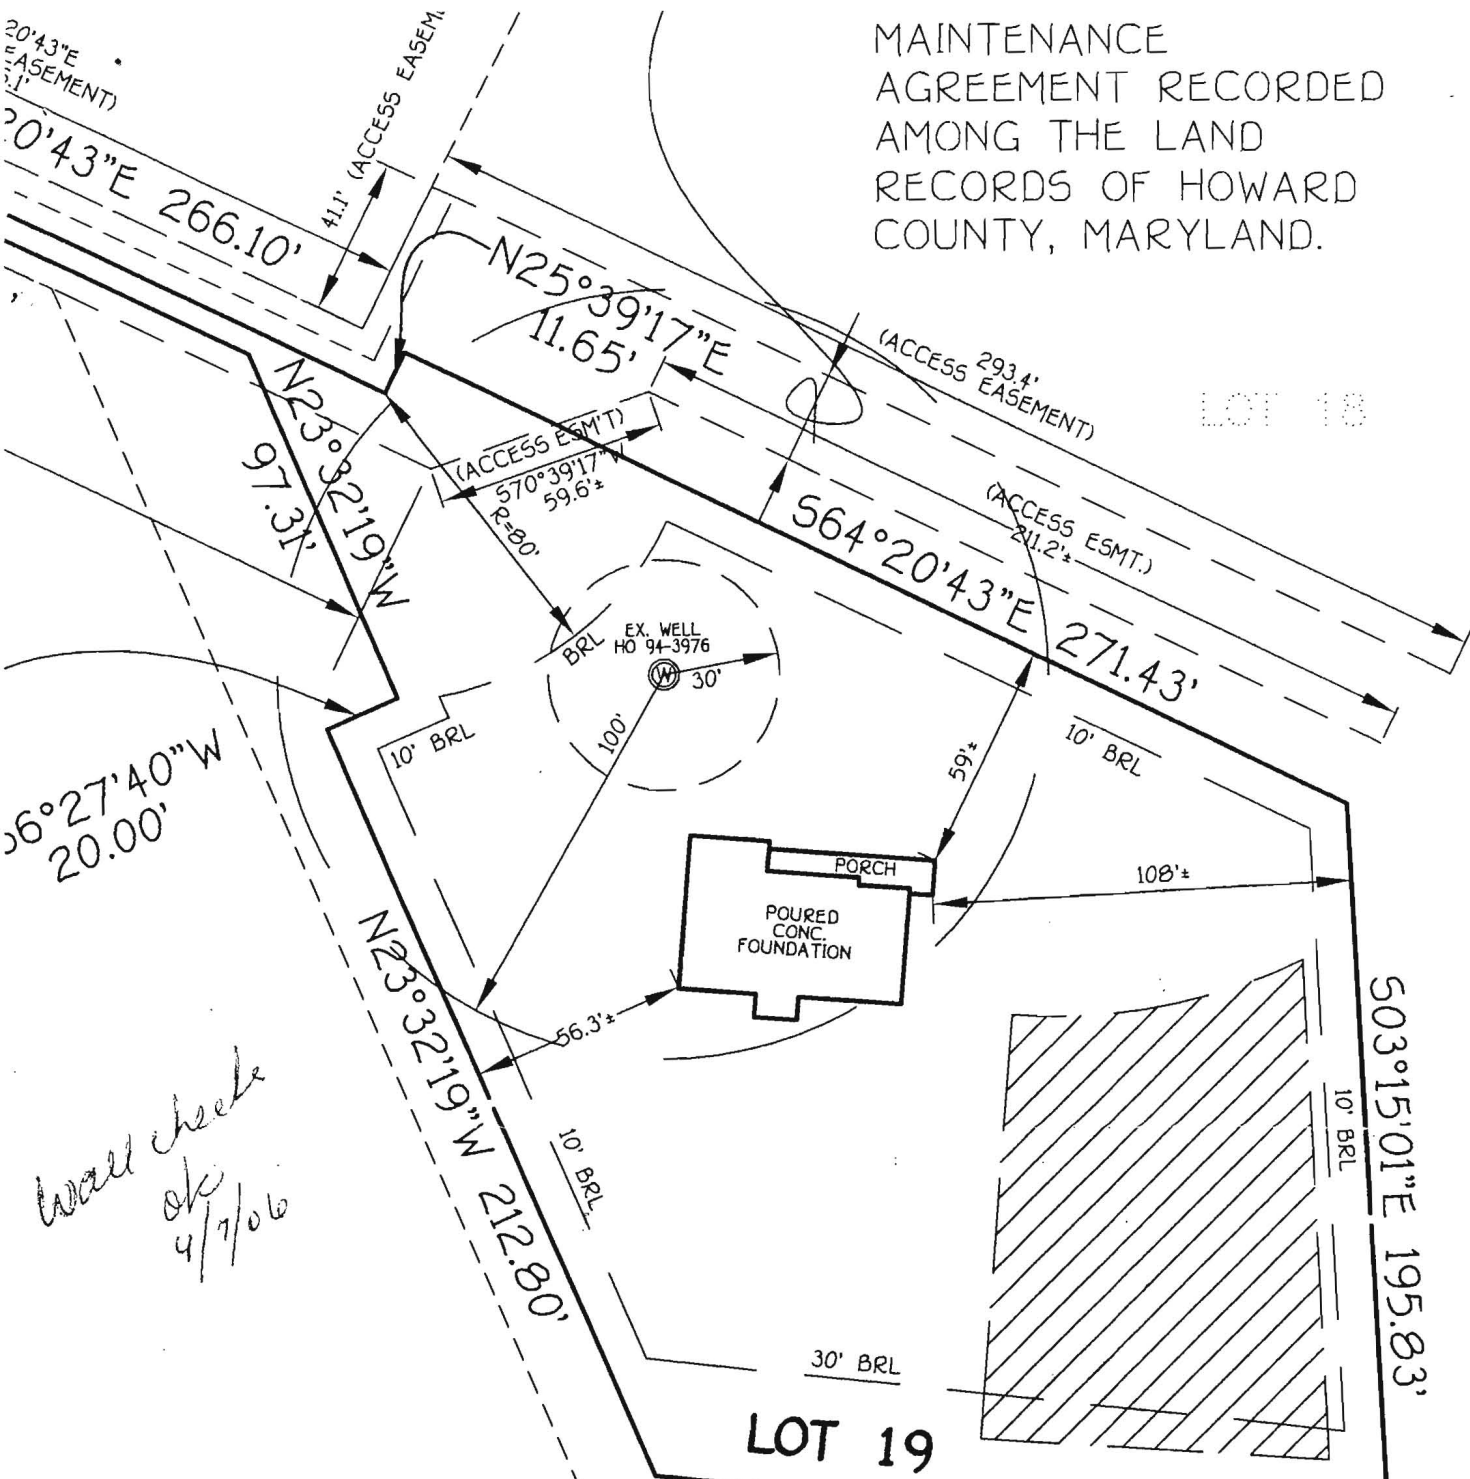 20'43"E
EASEMENT)
20'43"E 266.10'
41.1' (ACCESS EASEM
MAINTENANCE
AGREEMENT RECORDED
AMONG THE LAND
RECORDS OF HOWARD
COUNTY, MARYLAND.
N25°39'17"E
11.65'
293.4'
(ACCESS EASEMENT)
LOT 18
N23°32'19"W
97.31'
(ACCESS ESM'T)
S70°39'17"W
59.6'±
R=80'
(ACCESS ESMT.)
211.2'±
S64°20'43"E 271.43'
BRL
EX. WELL
HO 94-3976
W
30'
100'
10' BRL
59'±
10' BRL
6°27'40"W
20.00'
PORCH
108'±
POURED
CONC.
FOUNDATION
56.3'±
N23°32'19"W 212.80'
10' BRL
10' BRL
S03°15'01"E 195.83'
Wall check
ok
4/7/06
30' BRL
LOT 19